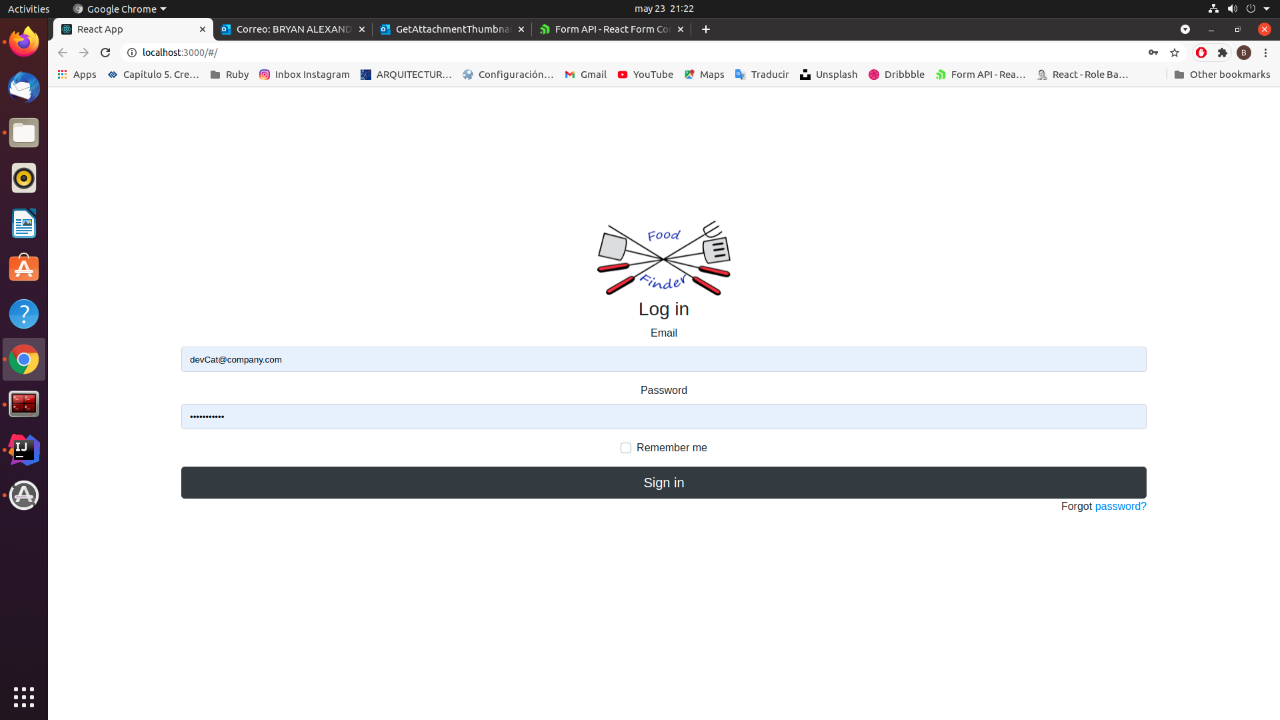 Activities Google Chrome may 23 21:22
React App Correo: BRYAN ALEXAND GetAttachmentThumbna Form API - React Form Co
localhost:3000/#/ B
Apps Capítulo 5. Cre… Ruby Inbox Instagram ARQUITECTUR… Configuración… Gmail YouTube Maps Traducir Unsplash Dribbble Form API - Rea… React - Role Ba… Other bookmarks
Food
Finder
Log in
Email
devCat@company.com
Password
•••••••••••
Remember me
Sign in
Forgot password?